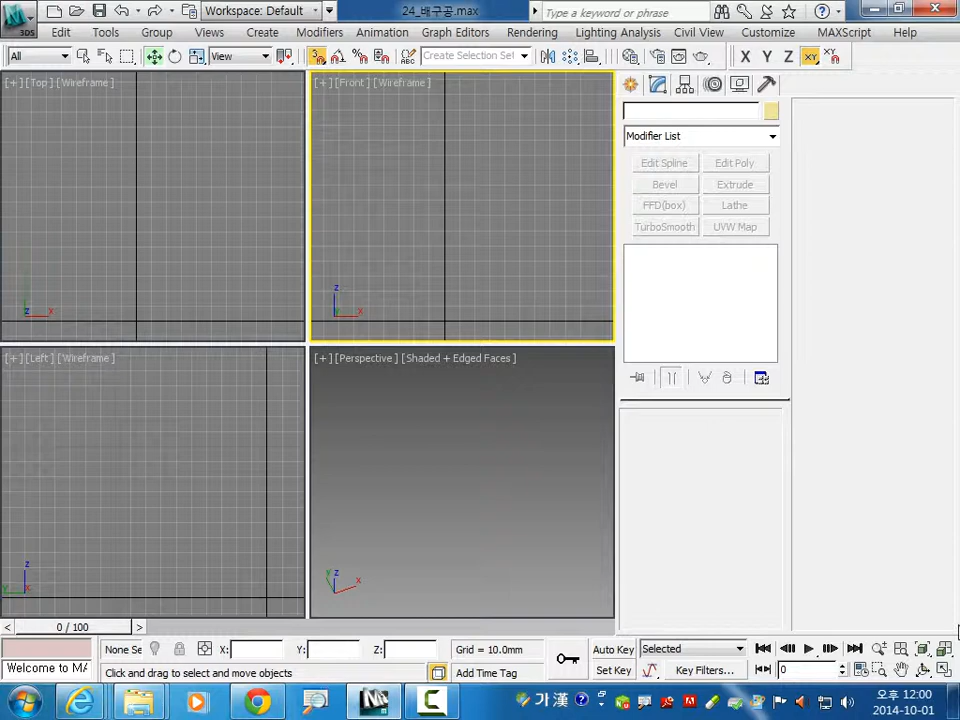 Workspace: Default
24_배구공.max
Type a keyword or phrase
3DS
Edit Tools Group Views Create Modifiers Animation Graph Editors Rendering Lighting Analysis Civil View Customize MAXScript Help
All View Create Selection Set X Y Z XY
[+] [Top] [Wireframe]
[+] [Front] [Wireframe]
Modifier List
Edit Spline Edit Poly
Bevel Extrude
FFD(box) Lathe
TurboSmooth UVW Map
z x
z x
[+] [Left] [Wireframe]
[+] [Perspective] [Shaded + Edged Faces]
z y x
y z x
< 0 / 100 >
None Se X: Y: Z: Grid = 10.0mm Auto Key Selected
Welcome to MA Click and drag to select and move objects Add Time Tag Set Key Key Filters... 0
가 漢
오후 12:00
2014-10-01